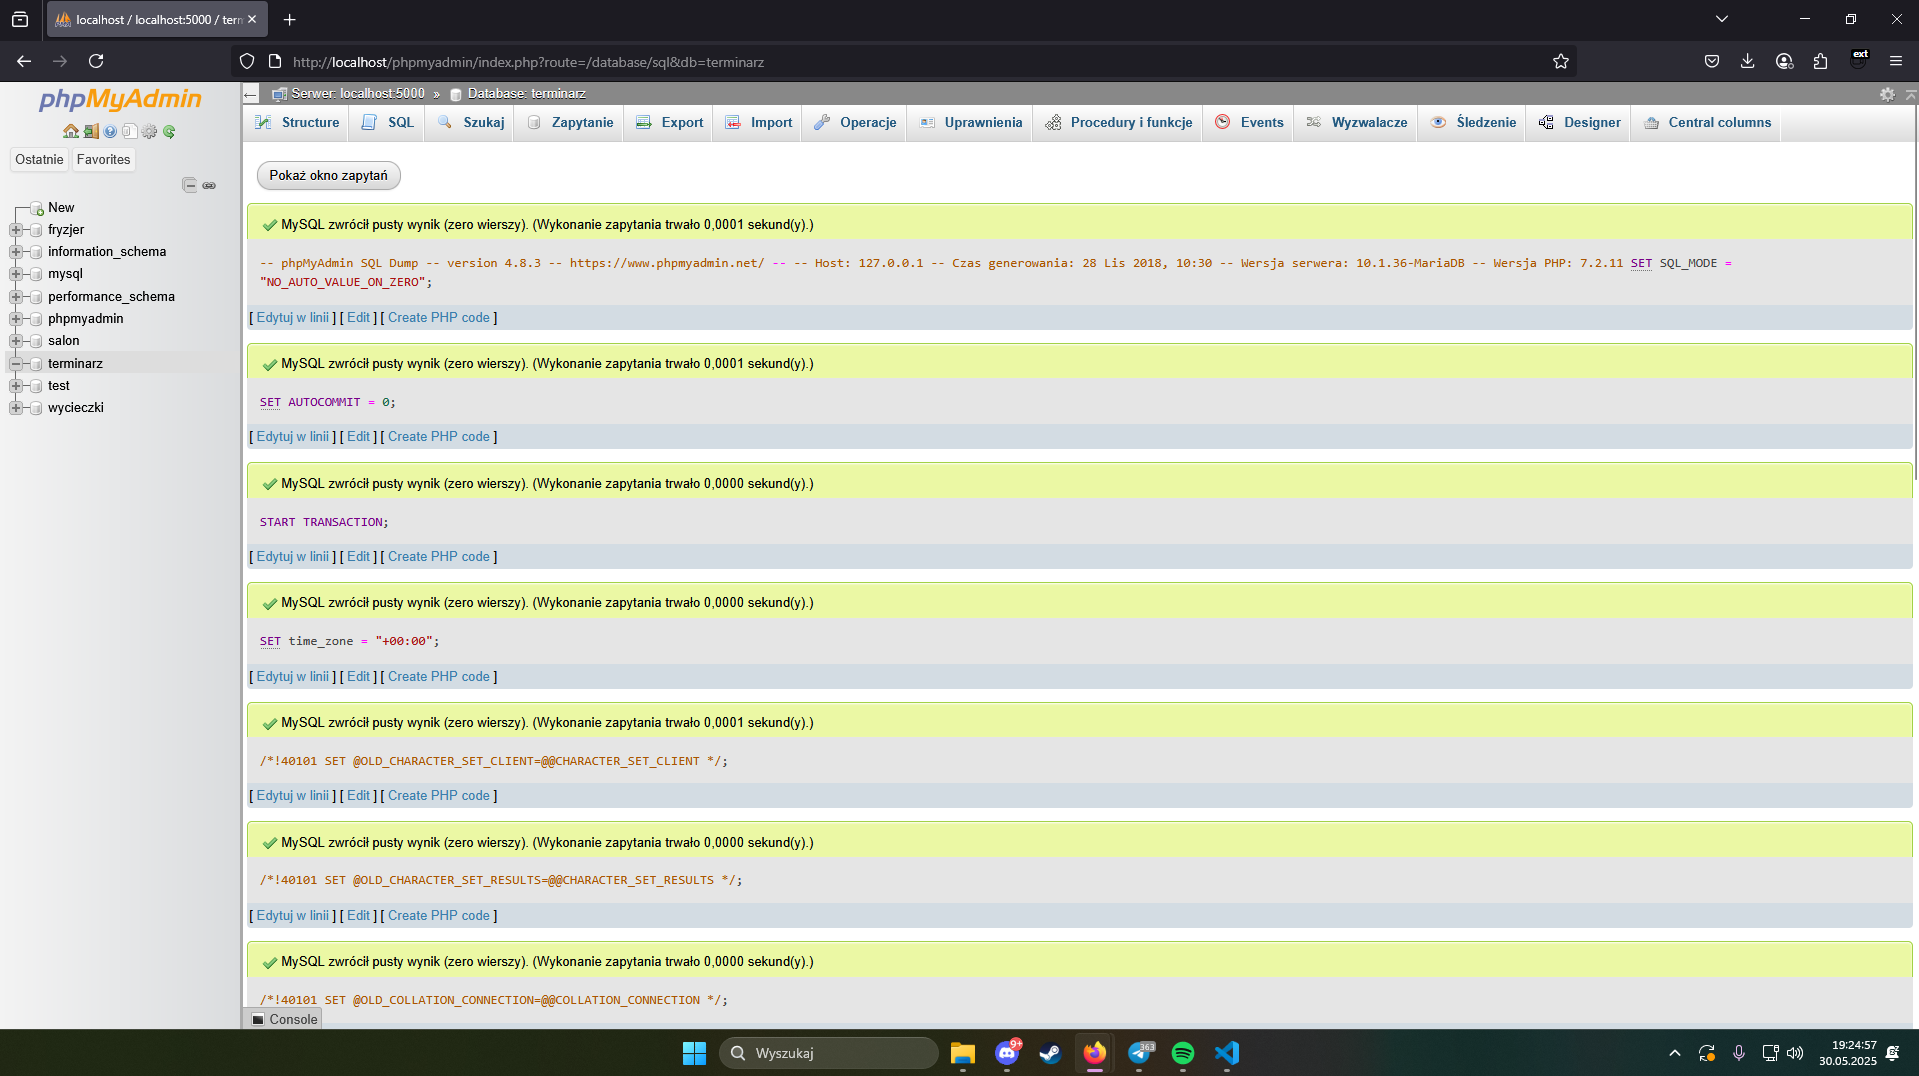 localhost / localhost:5000 / tern
http://localhost/phpmyadmin/index.php?route=/database/sql&db=terminarz
ext
phpMyAdmin
Ostatnie
Favorites
New
fryzjer
information_schema
mysql
performance_schema
phpmyadmin
salon
terminarz
test
wycieczki
Serwer: localhost:5000 » Database: terminarz
Structure SQL Szukaj Zapytanie Export Import Operacje Uprawnienia Procedury i funkcje Events Wyzwalacze Śledzenie Designer Central columns
Pokaż okno zapytań
MySQL zwrócił pusty wynik (zero wierszy). (Wykonanie zapytania trwało 0,0001 sekund(y).)
-- phpMyAdmin SQL Dump -- version 4.8.3 -- https://www.phpmyadmin.net/ -- -- Host: 127.0.0.1 -- Czas generowania: 28 Lis 2018, 10:30 -- Wersja serwera: 10.1.36-MariaDB -- Wersja PHP: 7.2.11 SET SQL_MODE =
"NO_AUTO_VALUE_ON_ZERO";
[ Edytuj w linii ] [ Edit ] [ Create PHP code ]
MySQL zwrócił pusty wynik (zero wierszy). (Wykonanie zapytania trwało 0,0001 sekund(y).)
SET AUTOCOMMIT = 0;
[ Edytuj w linii ] [ Edit ] [ Create PHP code ]
MySQL zwrócił pusty wynik (zero wierszy). (Wykonanie zapytania trwało 0,0000 sekund(y).)
START TRANSACTION;
[ Edytuj w linii ] [ Edit ] [ Create PHP code ]
MySQL zwrócił pusty wynik (zero wierszy). (Wykonanie zapytania trwało 0,0000 sekund(y).)
SET time_zone = "+00:00";
[ Edytuj w linii ] [ Edit ] [ Create PHP code ]
MySQL zwrócił pusty wynik (zero wierszy). (Wykonanie zapytania trwało 0,0001 sekund(y).)
/*!40101 SET @OLD_CHARACTER_SET_CLIENT=@@CHARACTER_SET_CLIENT */;
[ Edytuj w linii ] [ Edit ] [ Create PHP code ]
MySQL zwrócił pusty wynik (zero wierszy). (Wykonanie zapytania trwało 0,0000 sekund(y).)
/*!40101 SET @OLD_CHARACTER_SET_RESULTS=@@CHARACTER_SET_RESULTS */;
[ Edytuj w linii ] [ Edit ] [ Create PHP code ]
MySQL zwrócił pusty wynik (zero wierszy). (Wykonanie zapytania trwało 0,0000 sekund(y).)
/*!40101 SET @OLD_COLLATION_CONNECTION=@@COLLATION_CONNECTION */;
Console
Wyszukaj
9+
363
19:24:57
30.05.2025